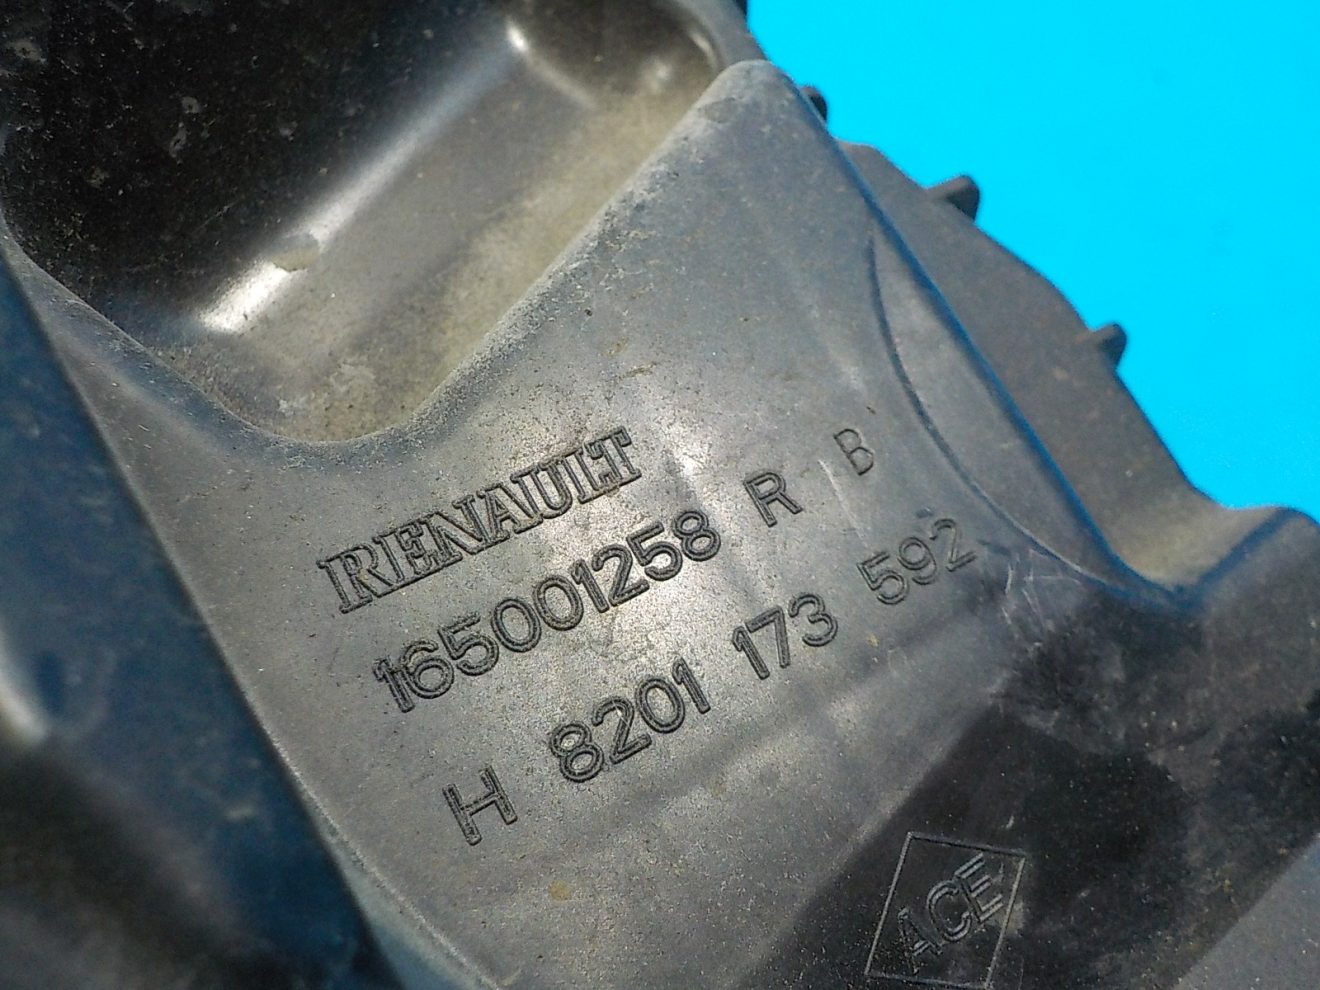 RENAULT
165001258 R B
H 8201 173 592
ACE